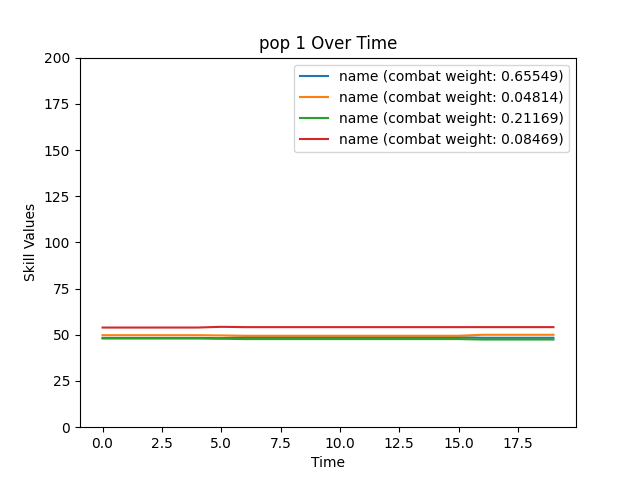 pop 1 Over Time
name (combat weight: 0.65549)
name (combat weight: 0.04814)
name (combat weight: 0.21169)
name (combat weight: 0.08469)
200
175
150
125
100
75
50
25
0
Skill Values
0.0 2.5 5.0 7.5 10.0 12.5 15.0 17.5
Time